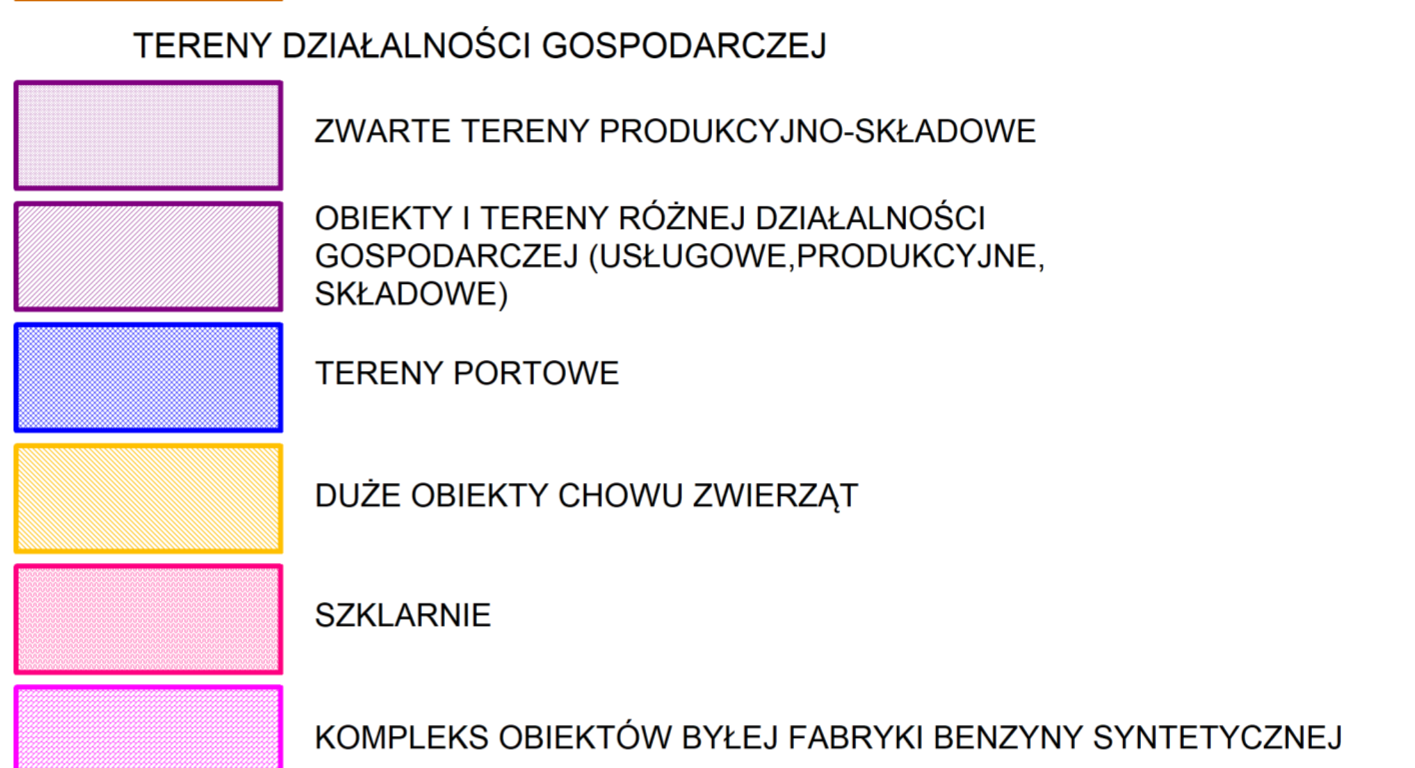 TERENY DZIAŁALNOŚCI GOSPODARCZEJ
ZWARTE TERENY PRODUKCYJNO-SKŁADOWE
OBIEKTY I TERENY RÓŻNEJ DZIAŁALNOŚCI
GOSPODARCZEJ (USŁUGOWE,PRODUKCYJNE,
SKŁADOWE)
TERENY PORTOWE
DUŻE OBIEKTY CHOWU ZWIERZĄT
SZKLARNIE
KOMPLEKS OBIEKTÓW BYŁEJ FABRYKI BENZYNY SYNTETYCZNEJ